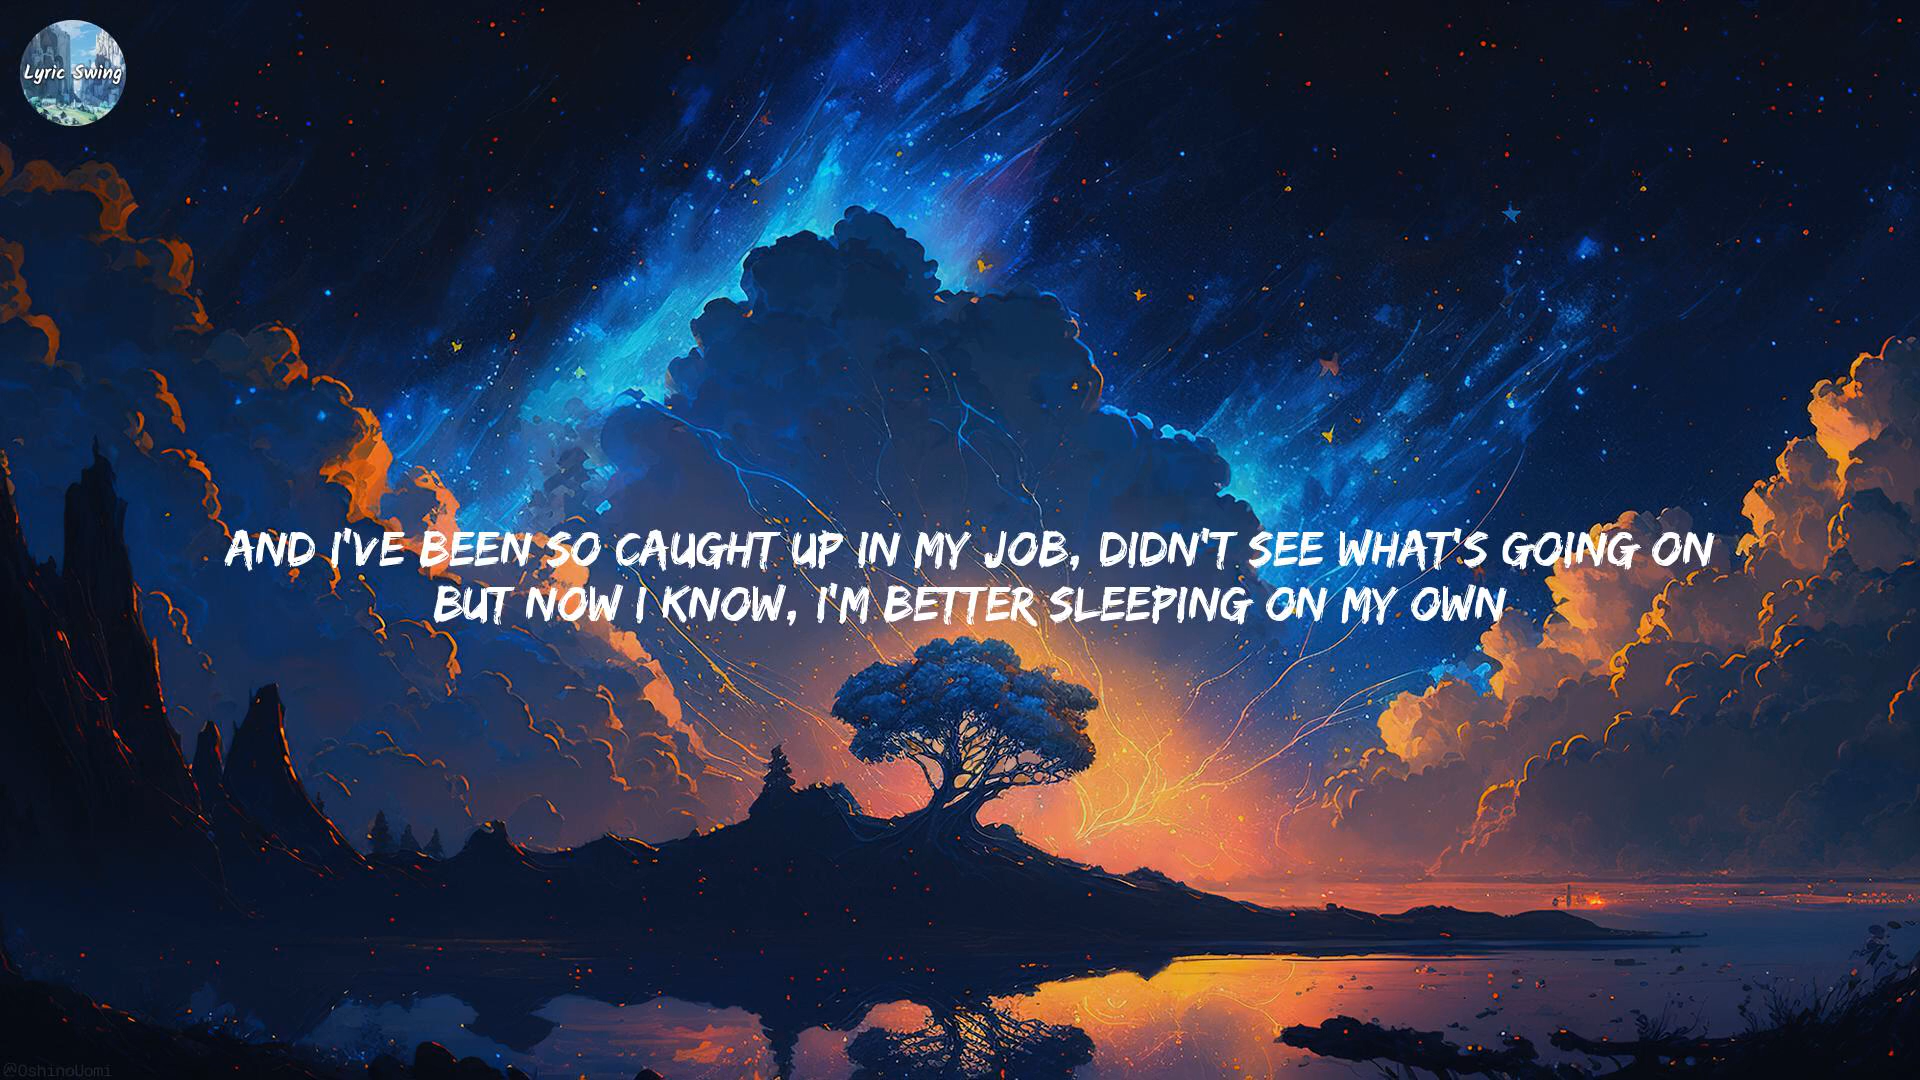 Lyric Swing
AND I'VE BEEN SO CAUGHT UP IN MY JOB, DIDN'T SEE WHAT'S GOING ON
BUT NOW I KNOW, I'M BETTER SLEEPING ON MY OWN
@OshinoUomi